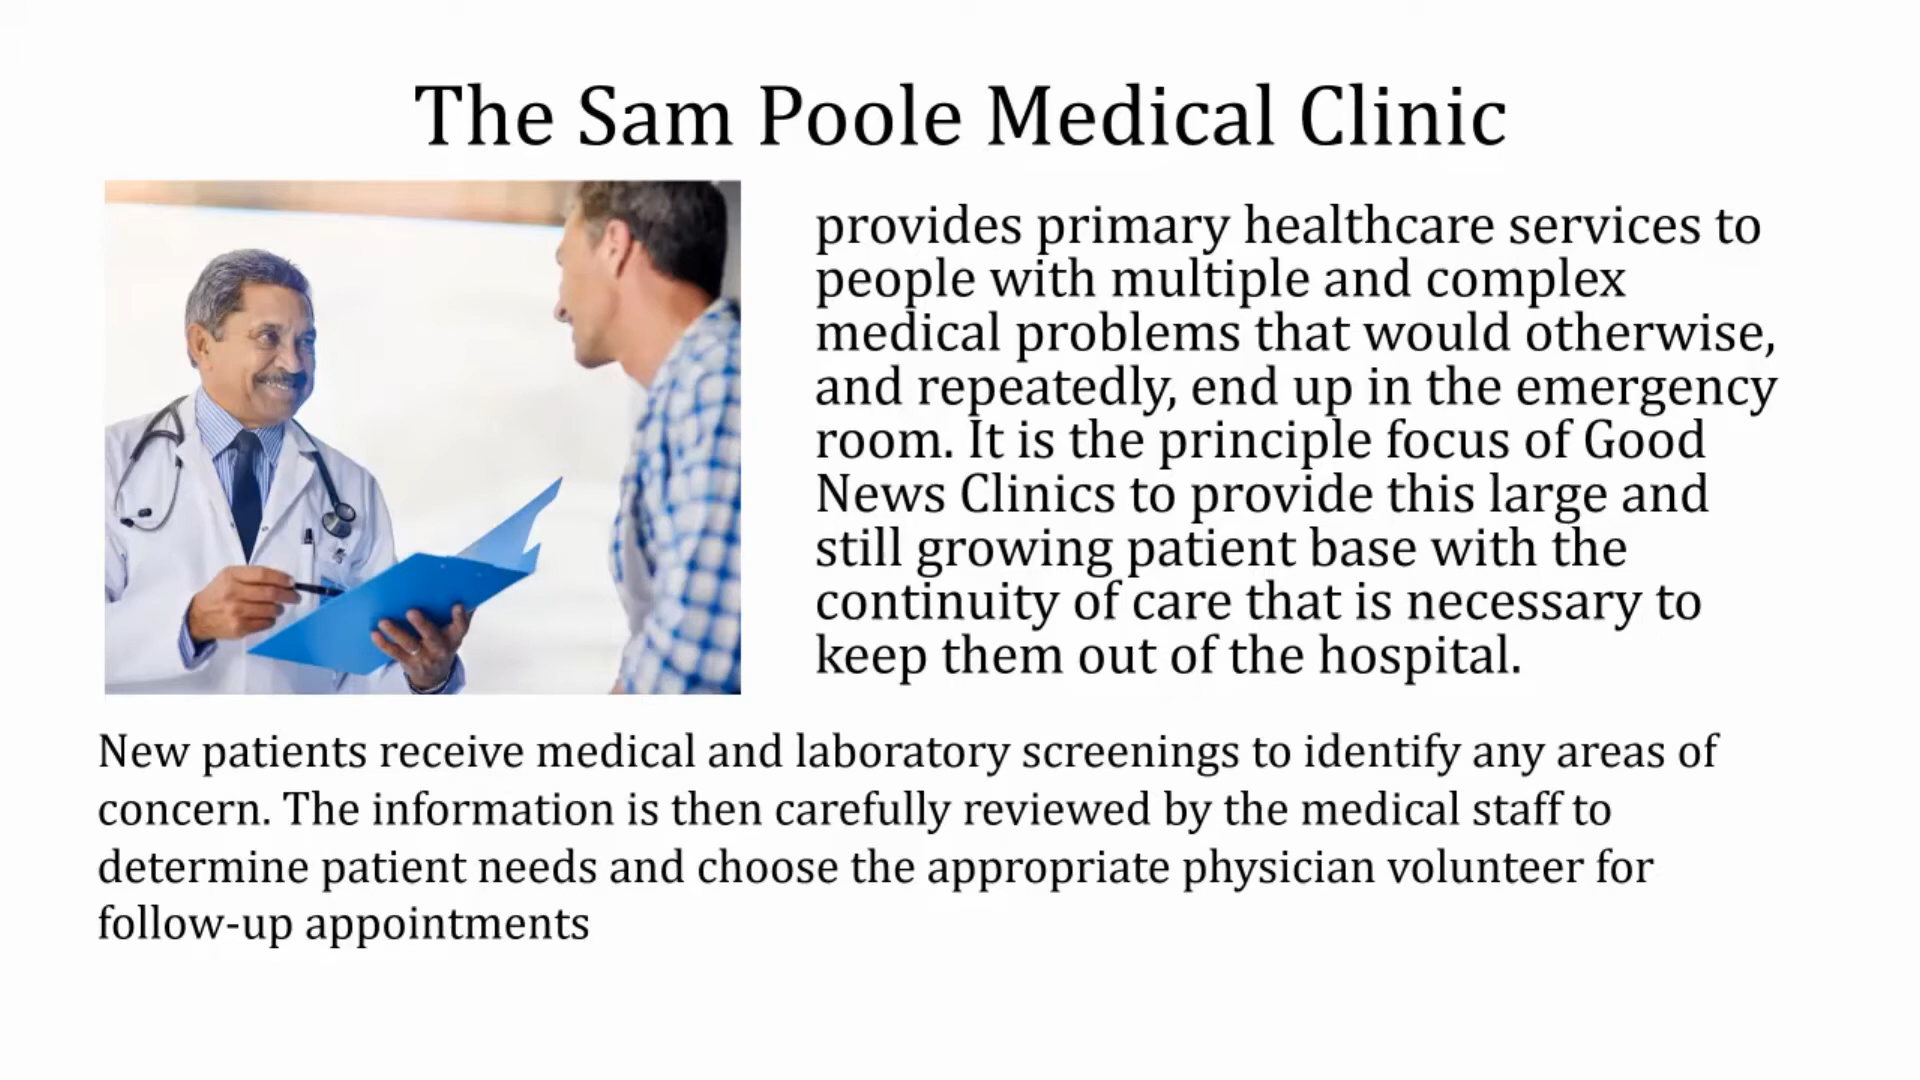 The Sam Poole Medical Clinic
provides primary healthcare services to
people with multiple and complex
medical problems that would otherwise,
and repeatedly, end up in the emergency
room. It is the principle focus of Good
News Clinics to provide this large and
still growing patient base with the
continuity of care that is necessary to
keep them out of the hospital.
New patients receive medical and laboratory screenings to identify any areas of
concern. The information is then carefully reviewed by the medical staff to
determine patient needs and choose the appropriate physician volunteer for
follow-up appointments